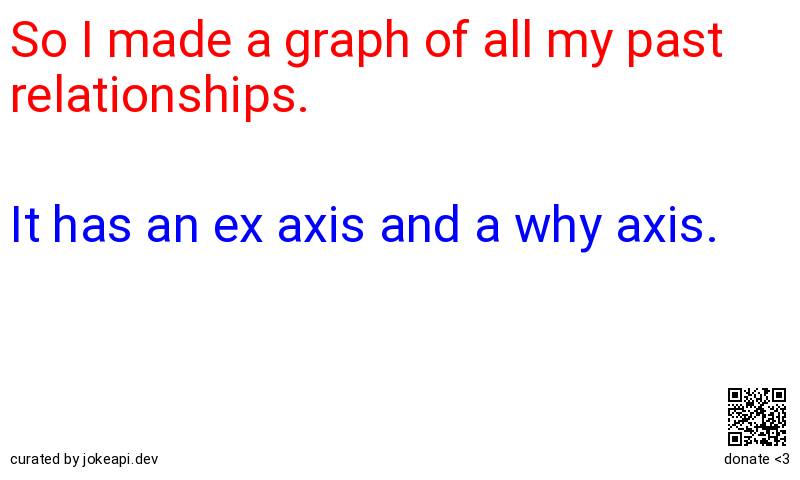 So I made a graph of all my past
relationships.
It has an ex axis and a why axis.
curated by jokeapi.dev
donate <3